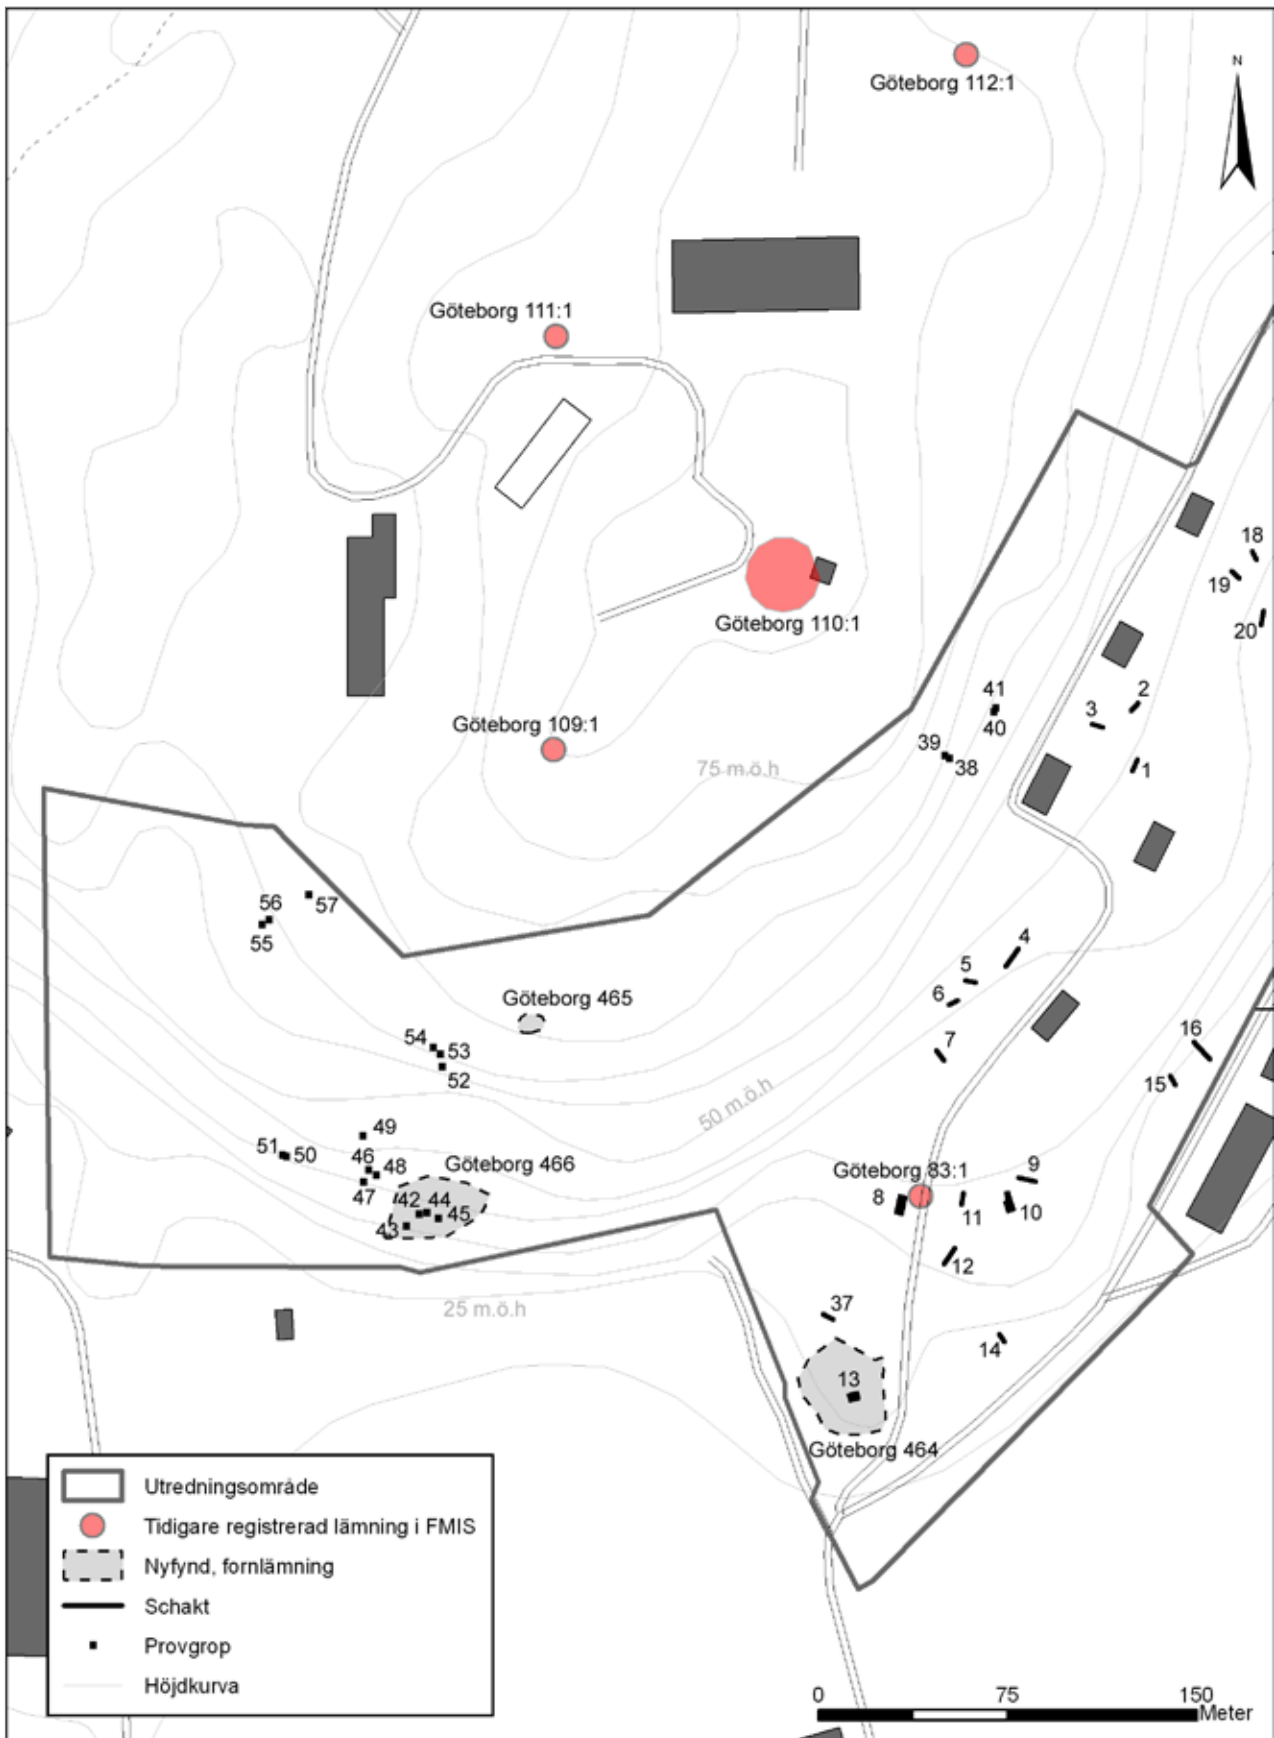 N
Göteborg 112:1
Göteborg 111:1
Göteborg 110:1
Göteborg 109:1
75 m.ö.h
18
19
20
2
3
1
41
40
39
38
56
57
55
4
5
6
7
Göteborg 465
54
53
52
16
15
50 m.ö.h
49
51
50
46
48
47
Göteborg 466
42
44
45
43
Göteborg 83:1
8
9
10
11
12
25 m.ö.h
37
14
13
Göteborg 464
Utredningsområde
Tidigare registrerad lämning i FMIS
Nyfynd, fornlämning
Schakt
Provgrop
Höjdkurva
0 75 150
Meter